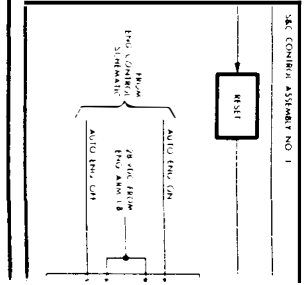 S&C CONTROL ASSEMBLY NO. 1
RESET
AUTO ENG ON
28 VDC FROM
ENG ARM CB
AUTO ENG OFF
FROM
ENG CONTROL
SCHEMATIC